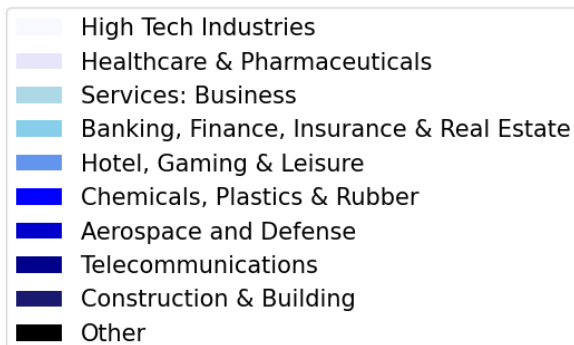 High Tech Industries
Healthcare & Pharmaceuticals
Services: Business
Banking, Finance, Insurance & Real Estate
Hotel, Gaming & Leisure
Chemicals, Plastics & Rubber
Aerospace and Defense
Telecommunications
Construction & Building
Other